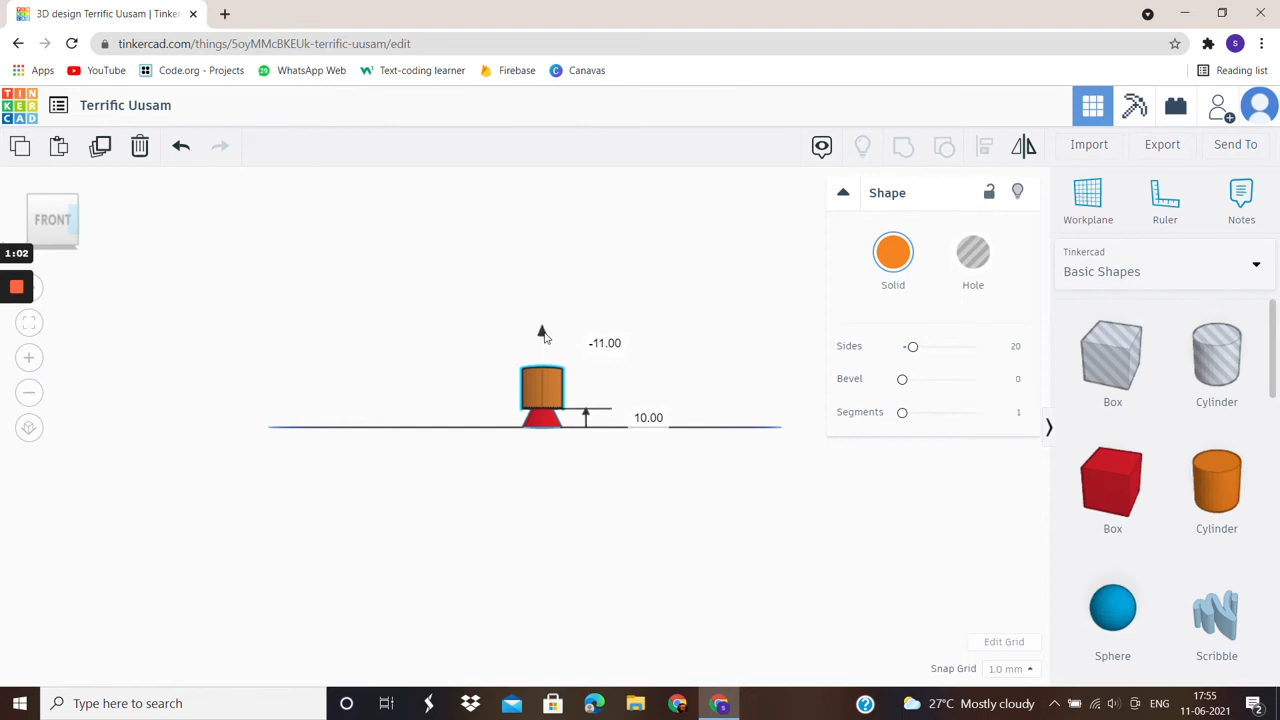 3D design Terrific Uusam | Tinker
tinkercad.com/things/5oyMMcBKEUk-terrific-uusam/edit
S
Apps
YouTube
Code.org - Projects
29
WhatsApp Web
Text-coding learner
Firebase
Canavas
Reading list
TIN
KER
CAD
Terrific Uusam
Import
Export
Send To
FRONT
Shape
Workplane
Ruler
Notes
1:02
Solid
Hole
Tinkercad
Basic Shapes
-11.00
Sides
20
Bevel
0
Segments
1
10.00
Box
Cylinder
Box
Cylinder
Sphere
Scribble
Edit Grid
Snap Grid
1.0 mm
Type here to search
27°C Mostly cloudy
ENG
17:55
11-06-2021
2